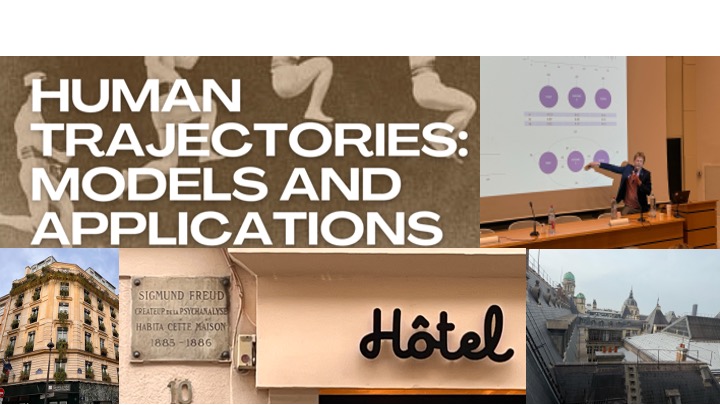 HUMAN
TRAJECTORIES:
MODELS AND
APPLICATIONS
SIGMUND FREUD
CREATEUR DE LA PSYCHANALYSE
HABITA CETTE MAISON
1885-1886
10
Hôtel